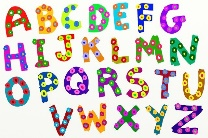 ABCDEFG
HIJKLMN
OPQRSTU
VWXYZ